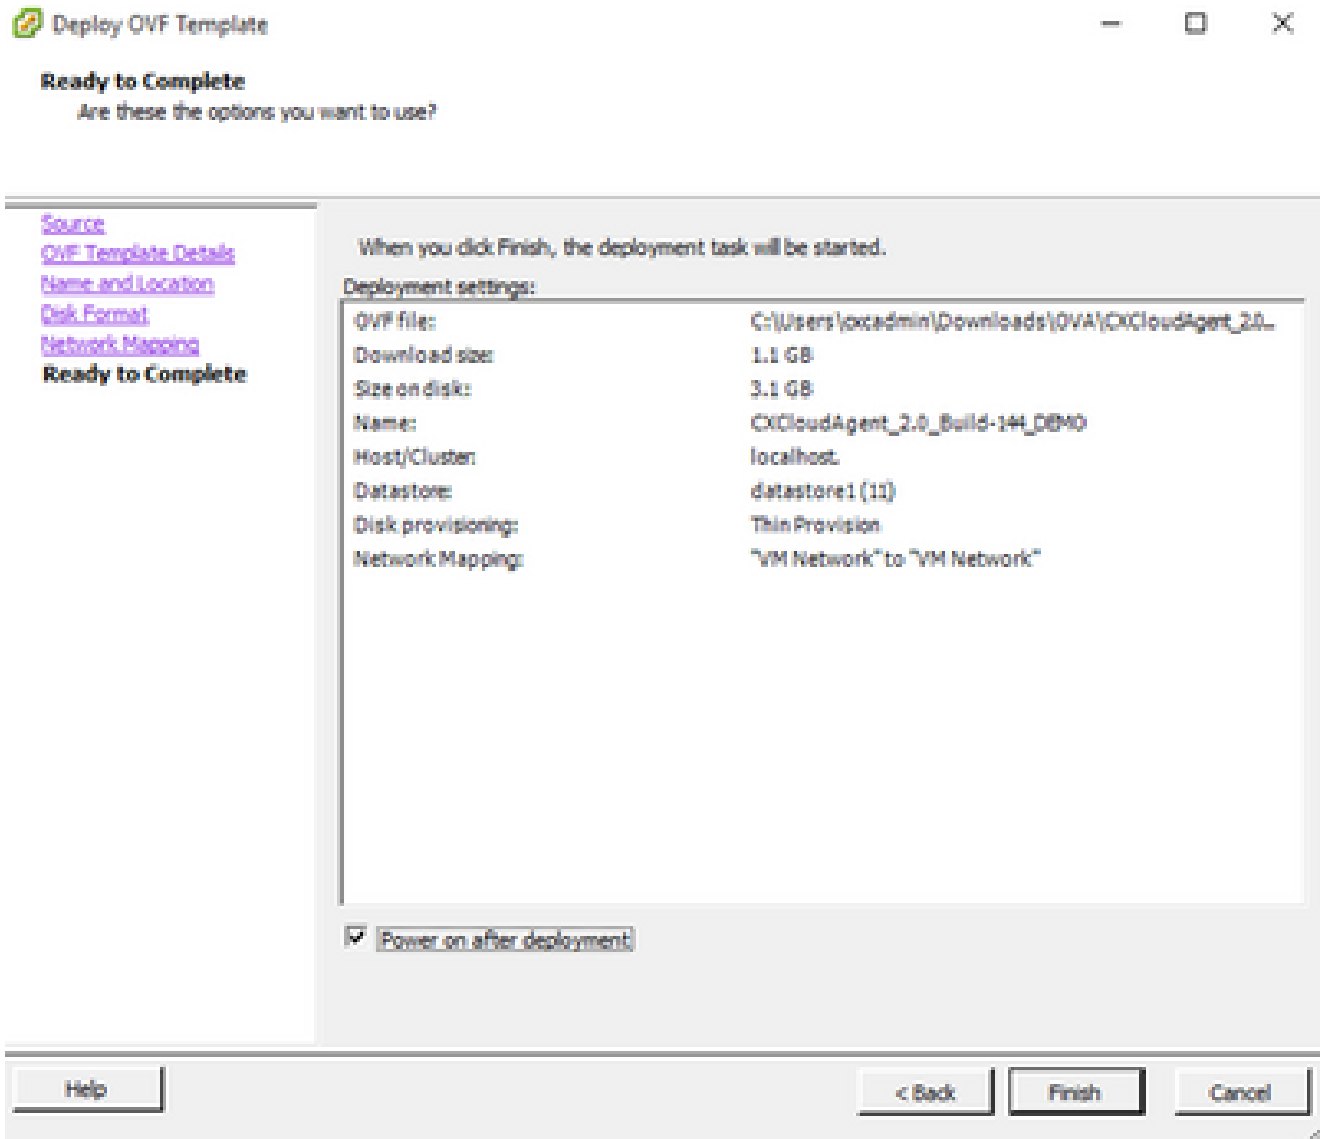 Deploy OVF Template
Ready to Complete
Are these the options you want to use?
Source
OVF Template Details
Name and Location
Disk Format
Network Mapping
Ready to Complete
When you click Finish, the deployment task will be started.
Deployment settings:
OVF file: C:\Users\cxcadmin\Downloads\OVA\CXCloudAgent_2.0...
Download size: 1.1 GB
Size on disk: 3.1 GB
Name: CXCloudAgent_2.0_Build-144_DEMO
Host/Cluster: localhost.
Datastore: datastore1 (11)
Disk provisioning: Thin Provision
Network Mapping: "VM Network" to "VM Network"
Power on after deployment
Help
< Back
Finish
Cancel